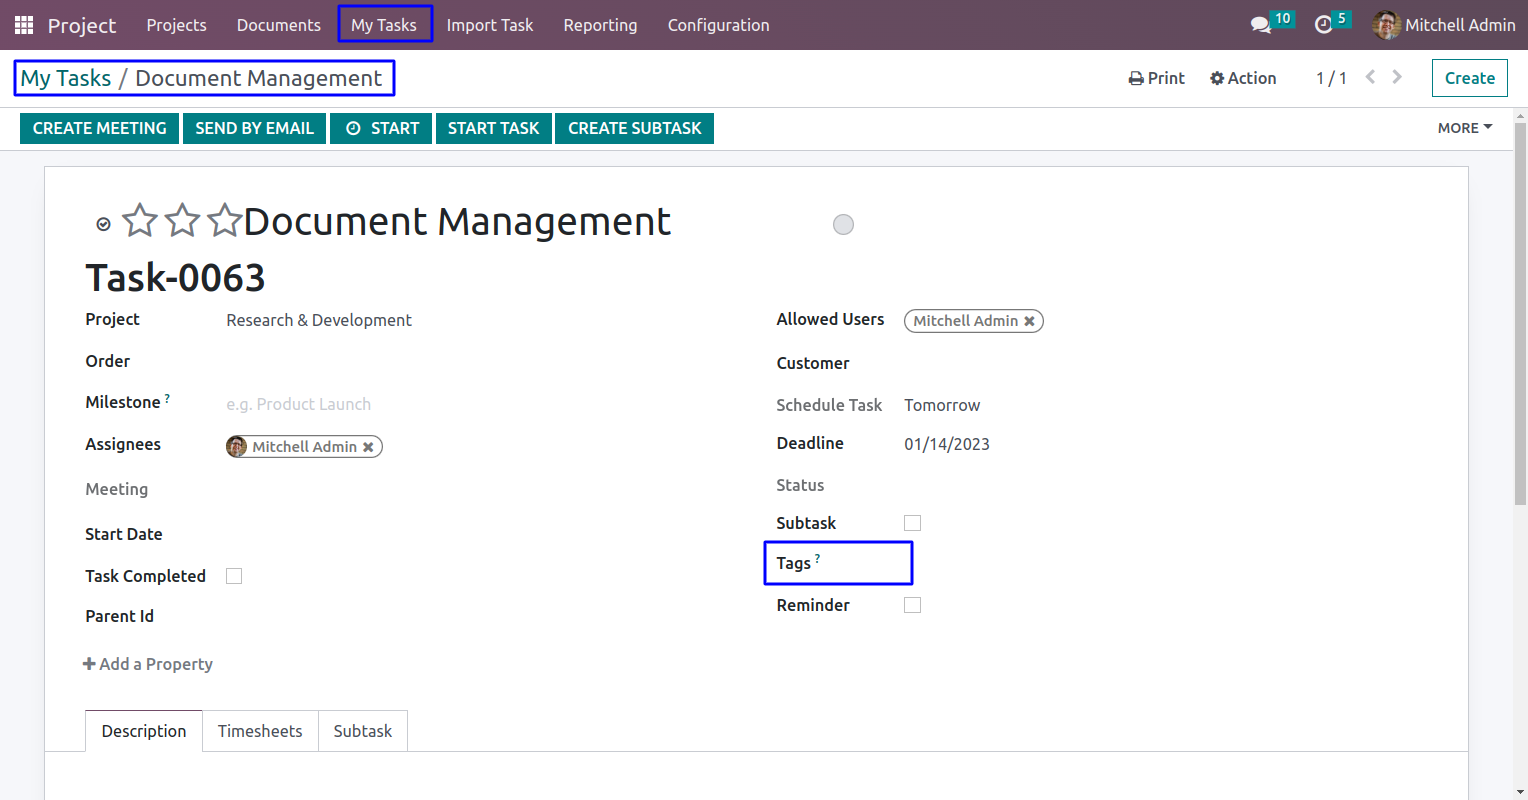 Project Projects Documents My Tasks Import Task Reporting Configuration 10 5 Mitchell Admin
My Tasks / Document Management Print Action 1 / 1 Create
CREATE MEETING SEND BY EMAIL START START TASK CREATE SUBTASK MORE
Document Management
Task-0063
Project Research & Development
Order
Milestone ? e.g. Product Launch
Assignees Mitchell Admin
Meeting
Start Date
Task Completed
Parent Id
Allowed Users Mitchell Admin
Customer
Schedule Task Tomorrow
Deadline 01/14/2023
Status
Subtask
Tags ?
Reminder
Add a Property
Description Timesheets Subtask